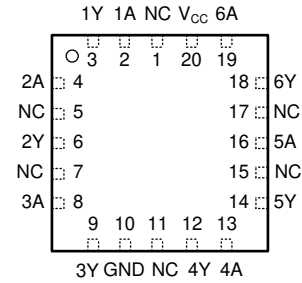 1Y 1A NC VCC 6A
3 2 1 20 19
2A 4 18 6Y
NC 5 17 NC
2Y 6 16 5A
NC 7 15 NC
3A 8 14 5Y
9 10 11 12 13
3Y GND NC 4Y 4A